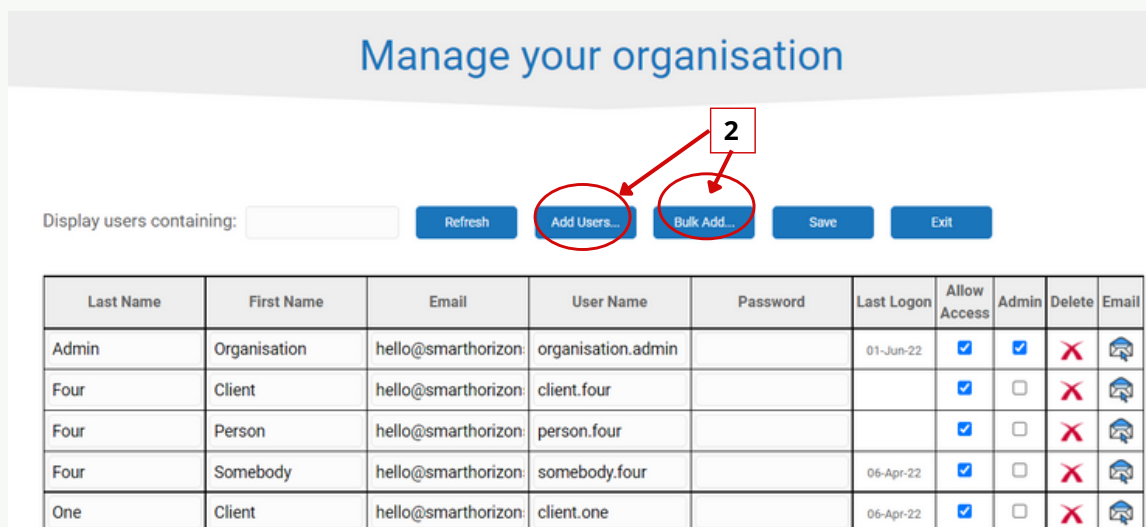 Manage your organisation
2
Display users containing: Refresh Add Users... Bulk Add... Save Exit
Last Name First Name Email User Name Password Last Logon Allow Access Admin Delete Email
Admin Organisation hello@smarthorizon organisation.admin 01-Jun-22
Four Client hello@smarthorizon client.four
Four Person hello@smarthorizon person.four
Four Somebody hello@smarthorizon somebody.four 06-Apr-22
One Client hello@smarthorizon client.one 06-Apr-22